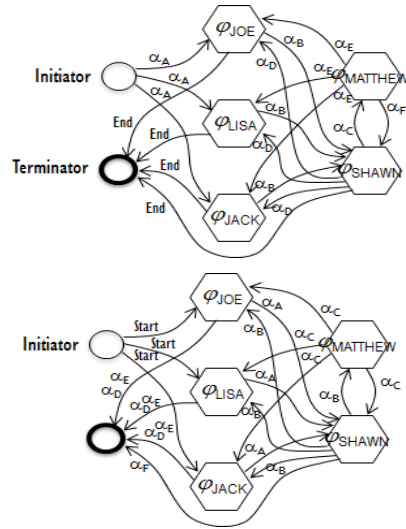 φJOE
αA
αB
αE
αA
αD
αE
φMATTHEW
Initiator
αA
αE
αB
αF
End
φLISA
αC
End
αD
Terminator
End
αB
φSHAWN
φJACK
αD
End
φJOE
αA
αC
Start
αB
Initiator
Start
αC
φMATTHEW
Start
αC
αE
αA
αD
φLISA
αB
αC
αD αE
αB
αD αE
αA
φSHAWN
αF
φJACK
αB